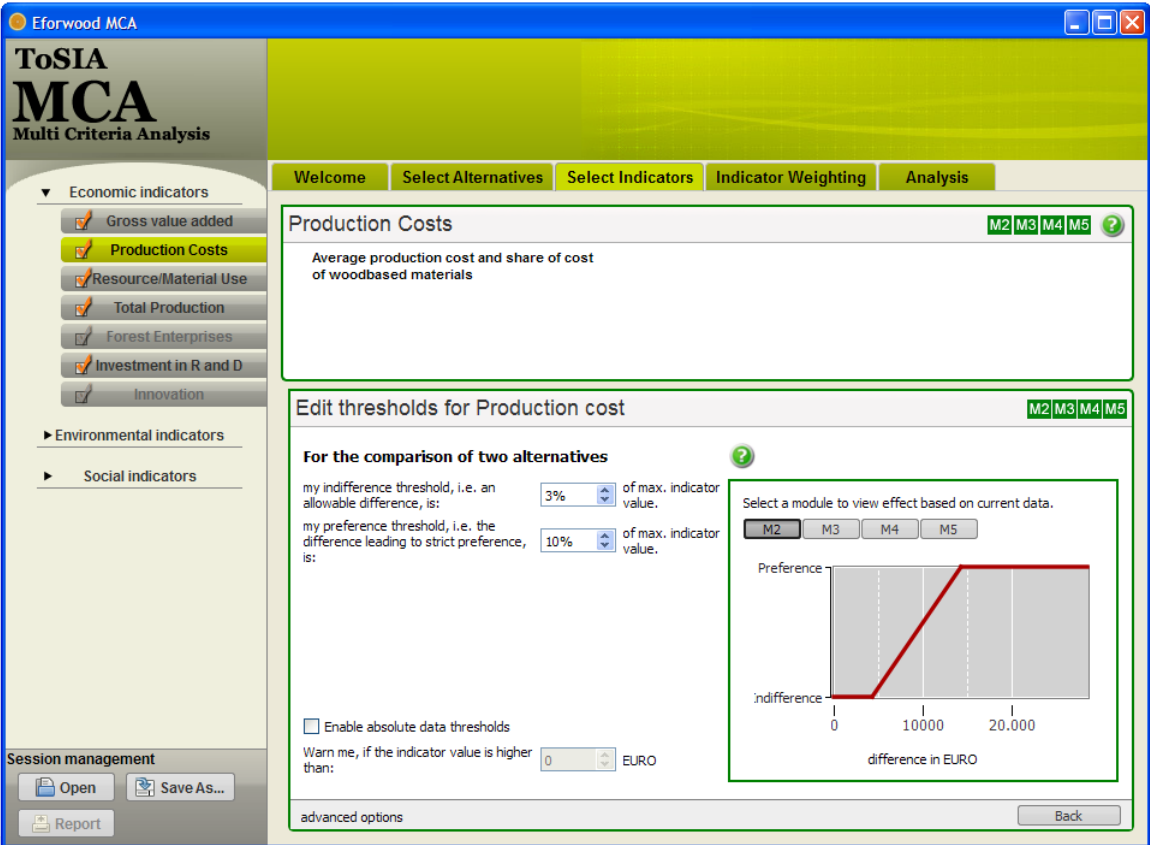 Eforwood MCA
ToSIA
MCA
Multi Criteria Analysis
Welcome
Select Alternatives
Select Indicators
Indicator Weighting
Analysis
Economic indicators
Gross value added
Production Costs
Resource/Material Use
Total Production
Forest Enterprises
Investment in R and D
Innovation
Environmental indicators
Social indicators
Session management
Open
Save As...
Report
Production Costs
M2 M3 M4 M5
?
Average production cost and share of cost
of woodbased materials
Edit thresholds for Production cost
M2 M3 M4 M5
For the comparison of two alternatives
?
my indifference threshold, i.e. an
allowable difference, is:
3%
of max. indicator
value.
my preference threshold, i.e. the
difference leading to strict preference,
is:
10%
of max. indicator
value.
Enable absolute data thresholds
Warn me, if the indicator value is higher
than:
0
EURO
Select a module to view effect based on current data.
M2
M3
M4
M5
Preference
Indifference
0
10000
20.000
difference in EURO
advanced options
Back